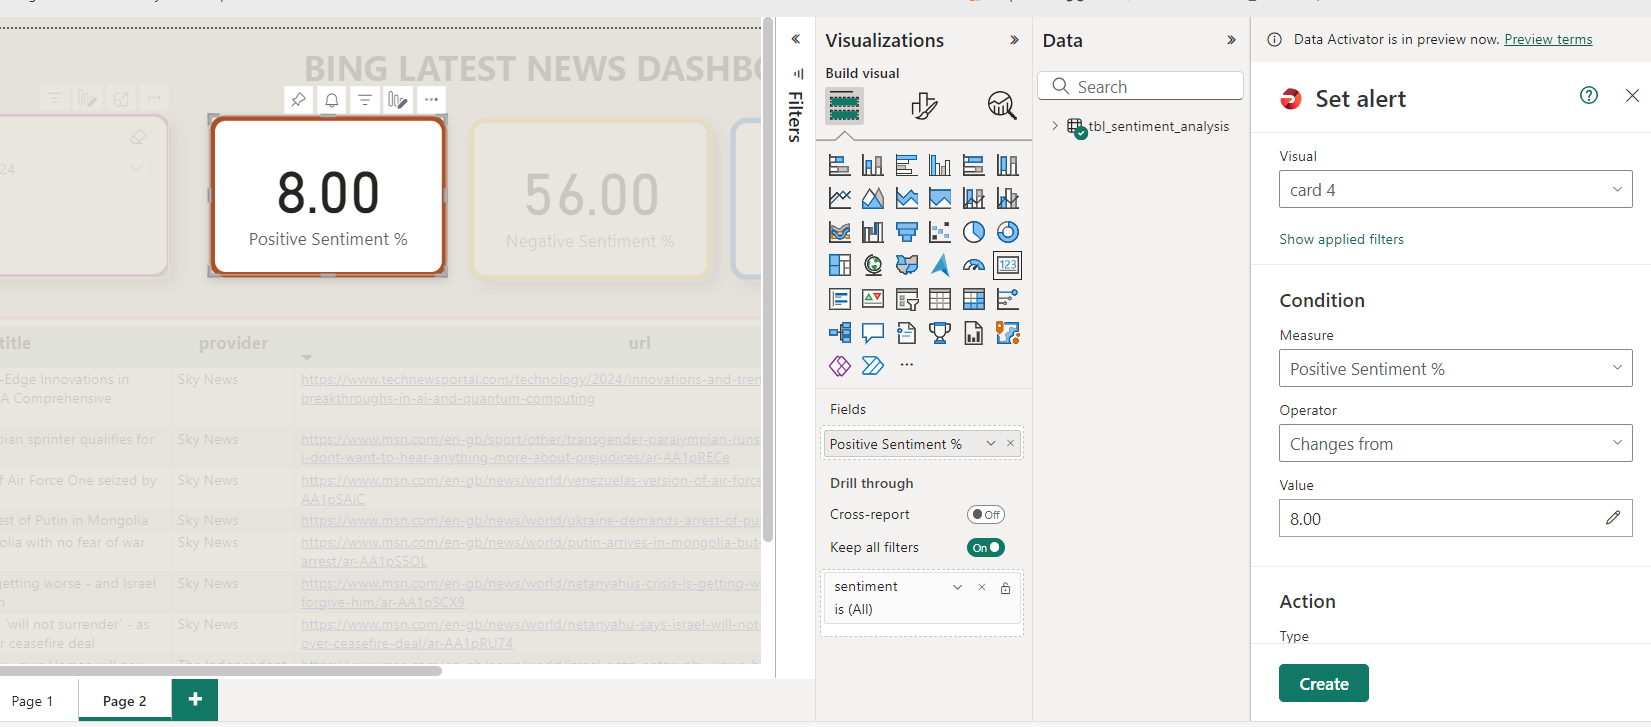 BING LATEST NEWS DASHBO
24
8.00
Positive Sentiment %
56.00
Negative Sentiment %
title
provider
url
-Edge Innovations in
A Comprehensive
Sky News
https://www.technewsportal.com/technology/2024/innovations-and-tren
breakthroughs-in-ai-and-quantum-computing
pian sprinter qualifies for
Sky News
https://www.msn.com/en-gb/sport/other/transgender-paralympian-runs
i-dont-want-to-hear-anything-more-about-prejudices/ar-AA1pRECe
f Air Force One seized by
Sky News
https://www.msn.com/en-gb/news/world/venezuelas-version-of-air-force
AA1pSAiC
est of Putin in Mongolia
Sky News
https://www.msn.com/en-gb/news/world/ukraine-demands-arrest-of-pu
olia with no fear of war
Sky News
https://www.msn.com/en-gb/news/world/putin-arrives-in-mongolia-but
arrest/ar-AA1pS5OL
getting worse - and Israel
Sky News
https://www.msn.com/en-gb/news/world/netanyahus-crisis-is-getting-w
forgive-him/ar-AA1pSCX9
'will not surrender' - as
r ceasefire deal
Sky News
https://www.msn.com/en-gb/news/world/netanyahu-says-israel-will-not
over-ceasefire-deal/ar-AA1pRU74
Page 1
Page 2
+
Filters
Visualizations
Build visual
123
Fields
Positive Sentiment %
Drill through
Cross-report
Off
Keep all filters
On
sentiment
is (All)
Data
Search
tbl_sentiment_analysis
Data Activator is in preview now. Preview terms
Set alert
Visual
card 4
Show applied filters
Condition
Measure
Positive Sentiment %
Operator
Changes from
Value
8.00
Action
Type
Create